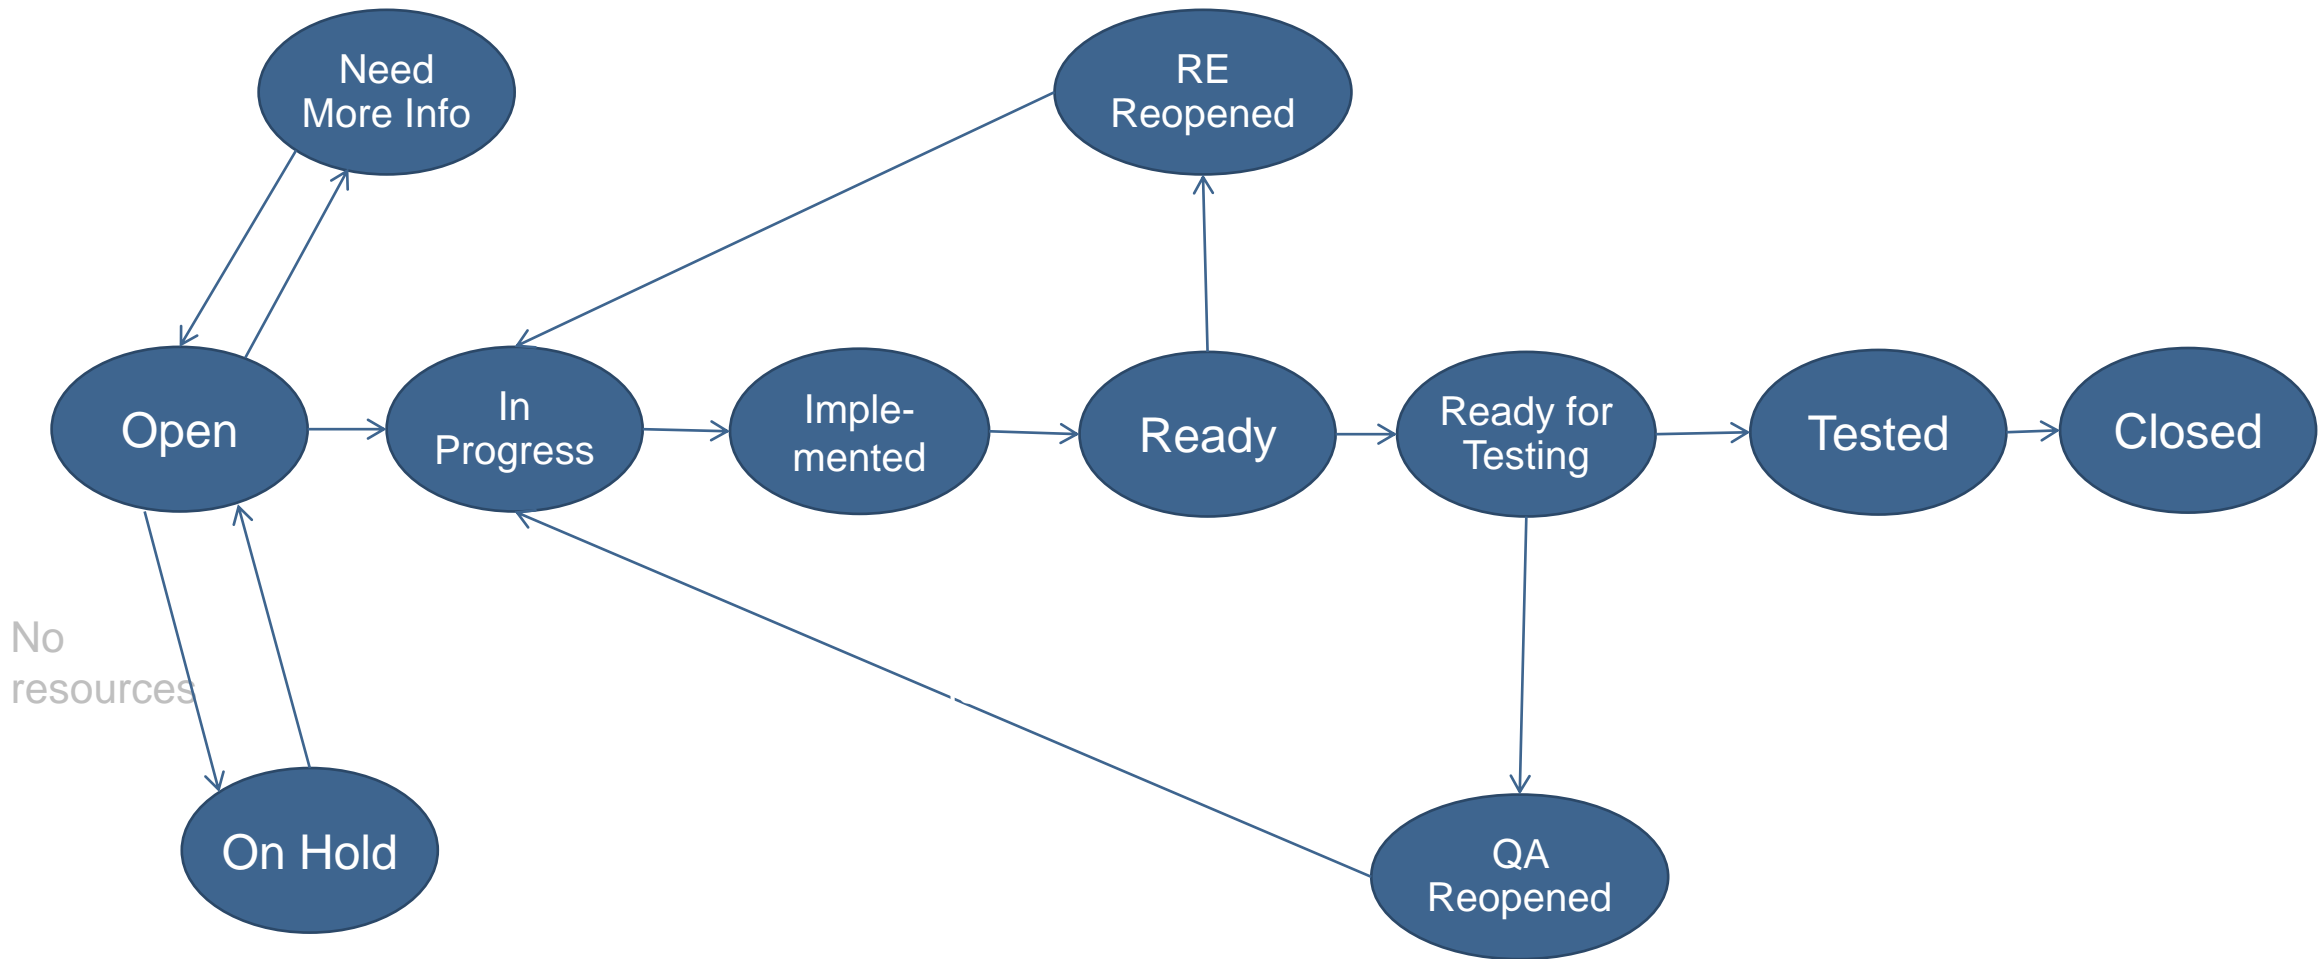 Need
More Info
RE
Reopened
Open
In
Progress
Imple-
mented
Ready
Ready for
Testing
Tested
Closed
No
resources
On Hold
QA
Reopened